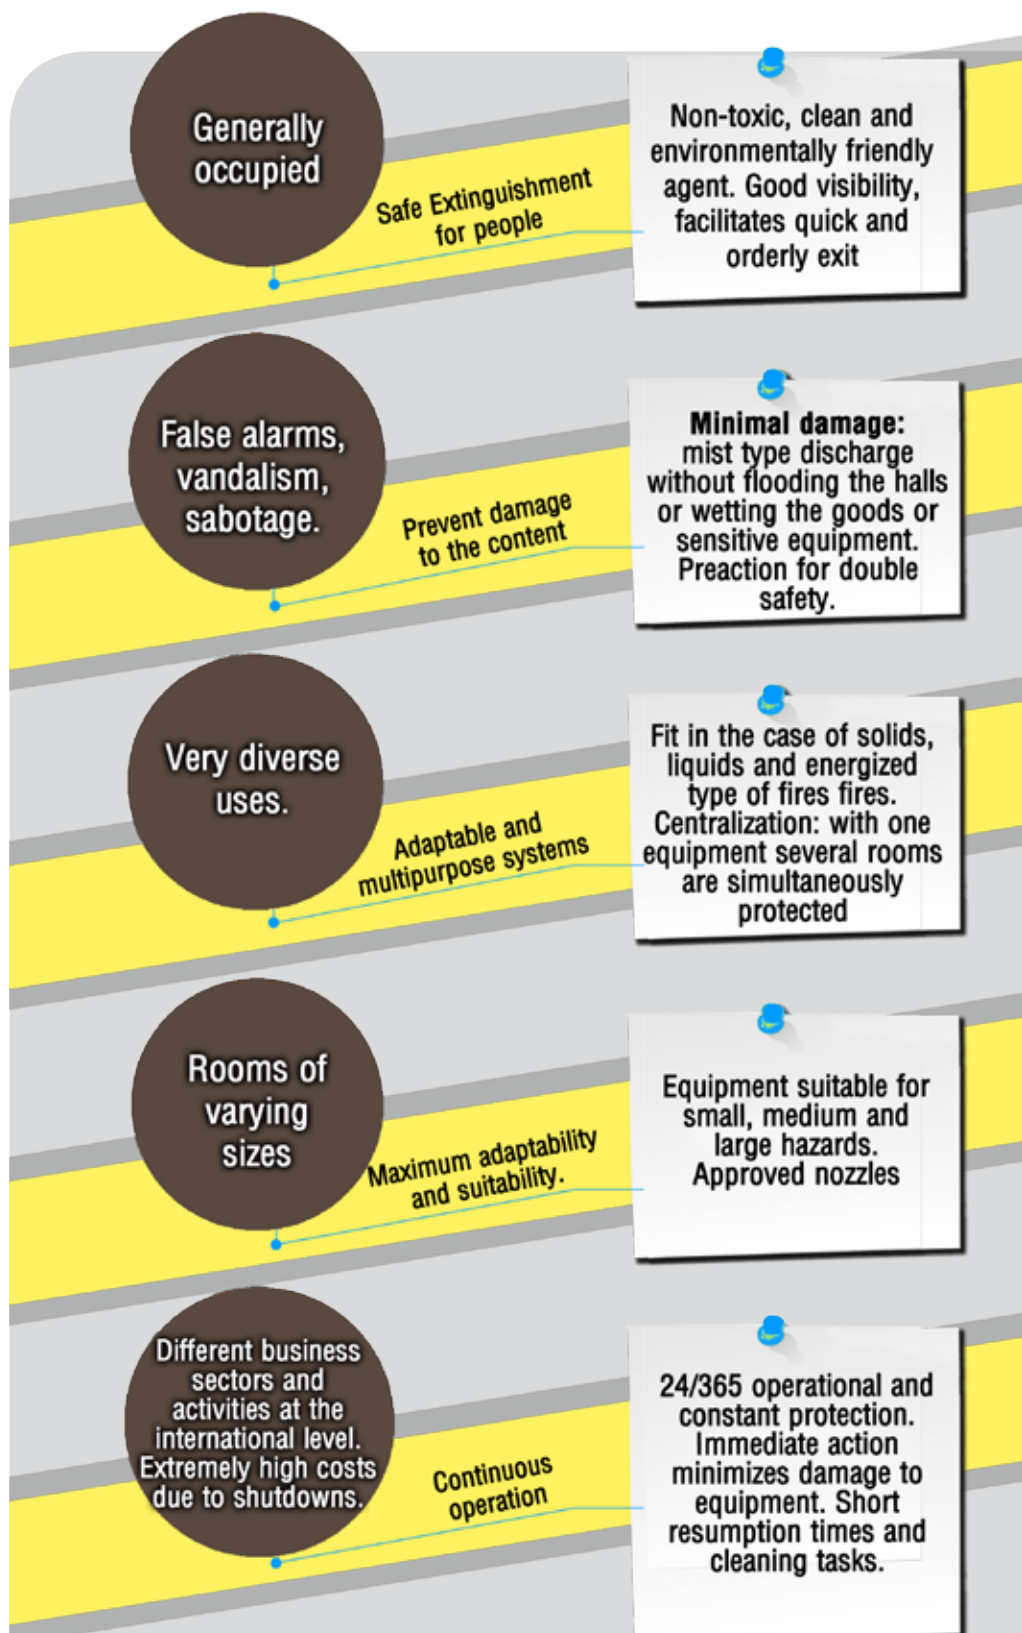 Generally
occupied
Safe Extinguishment
for people
Non-toxic, clean and
environmentally friendly
agent. Good visibility,
facilitates quick and
orderly exit
False alarms,
vandalism,
sabotage.
Prevent damage
to the content
Minimal damage:
mist type discharge
without flooding the halls
or wetting the goods or
sensitive equipment.
Preaction for double
safety.
Very diverse
uses.
Adaptable and
multipurpose systems
Fit in the case of solids,
liquids and energized
type of fires fires.
Centralization: with one
equipment several rooms
are simultaneously
protected
Rooms of
varying
sizes
Maximum adaptability
and suitability.
Equipment suitable for
small, medium and
large hazards.
Approved nozzles
Different business
sectors and
activities at the
international level.
Extremely high costs
due to shutdowns.
Continuous
operation
24/365 operational and
constant protection.
Immediate action
minimizes damage to
equipment. Short
resumption times and
cleaning tasks.